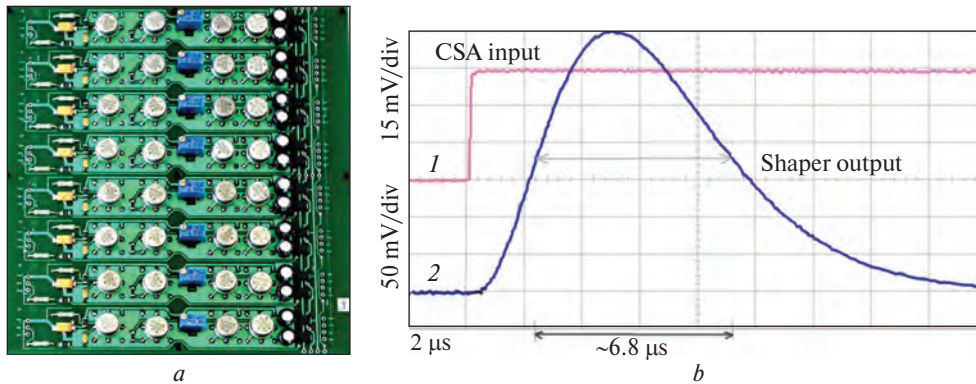 CSA input
15 mV/div
1
Shaper output
50 mV/div
2
2 μs
~6.8 μs
a
b